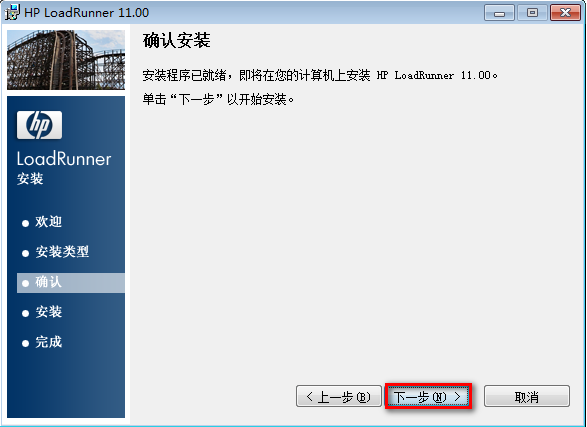 HP LoadRunner 11.00
确认安装
安装程序已就绪，即将在您的计算机上安装 HP LoadRunner 11.00。
单击“下一步”以开始安装。
hp
LoadRunner
安装
欢迎
安装类型
确认
安装
完成
< 上一步(B)
下一步(N) >
取消